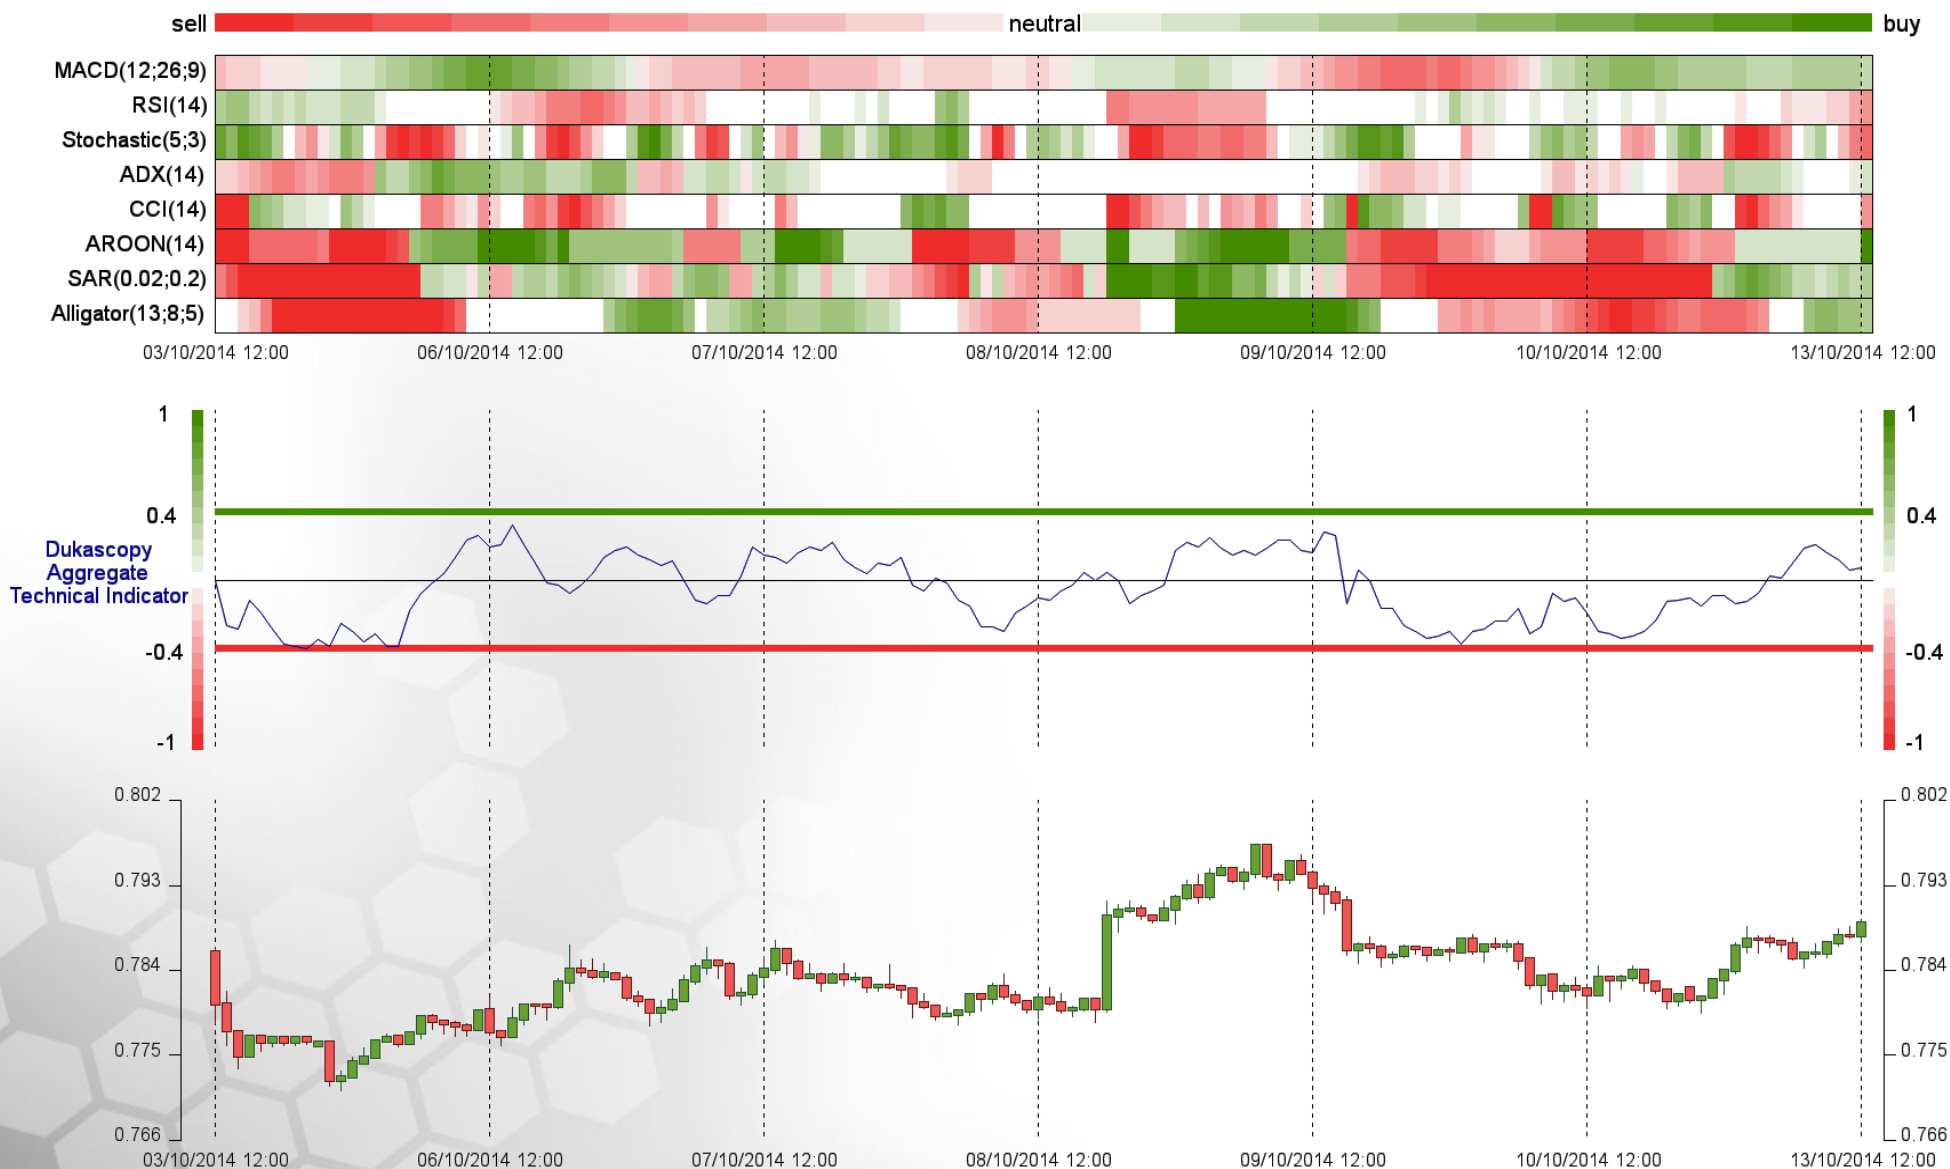 sell neutral buy
MACD(12;26;9)
RSI(14)
Stochastic(5;3)
ADX(14)
CCI(14)
AROON(14)
SAR(0.02;0.2)
Alligator(13;8;5)
03/10/2014 12:00 06/10/2014 12:00 07/10/2014 12:00 08/10/2014 12:00 09/10/2014 12:00 10/10/2014 12:00 13/10/2014 12:00
1 1
0.4 0.4
Dukascopy
Aggregate
Technical Indicator
-0.4 -0.4
-1 -1
0.802 0.802
0.793 0.793
0.784 0.784
0.775 0.775
0.766 0.766
03/10/2014 12:00 06/10/2014 12:00 07/10/2014 12:00 08/10/2014 12:00 09/10/2014 12:00 10/10/2014 12:00 13/10/2014 12:00